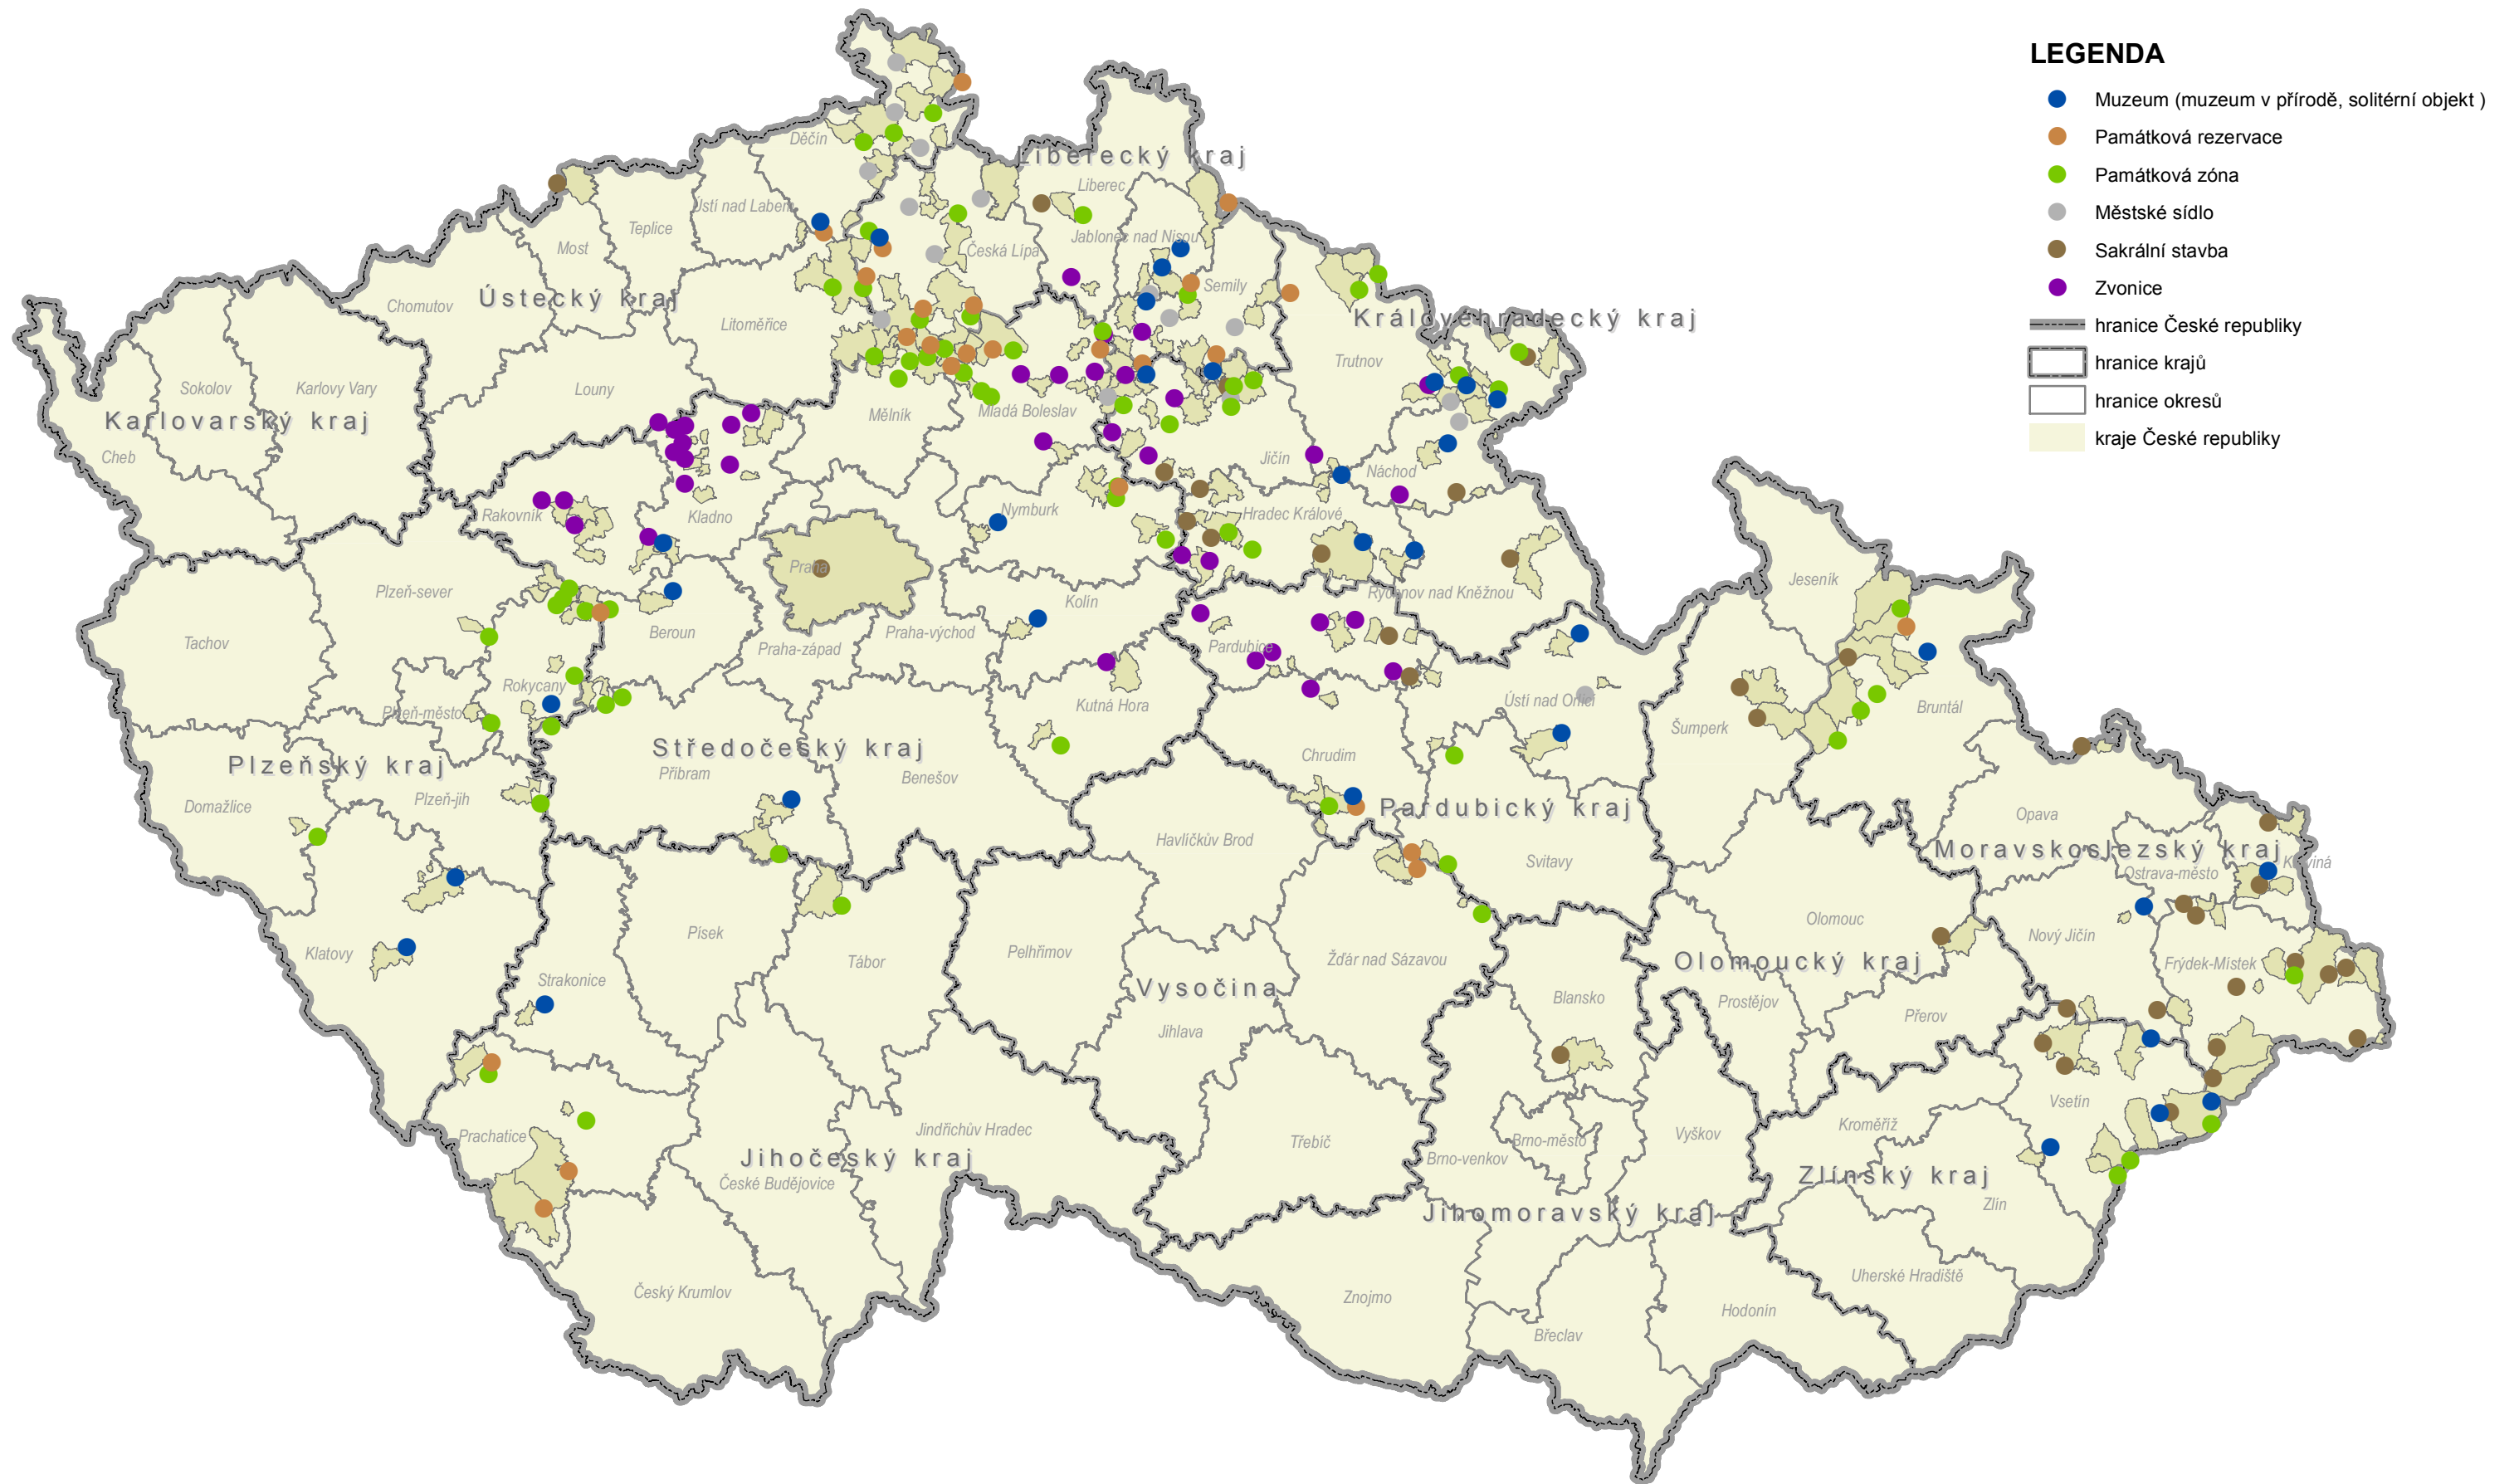 LEGENDA
Muzeum (muzeum v přírodě, solitérní objekt )
Památková rezervace
Památková zóna
Městské sídlo
Sakrální stavba
Zvonice
hranice České republiky
hranice krajů
hranice okresů
kraje České republiky
Děčín
Liberecký kraj
Liberec
Ústí nad Labem
Teplice
Jablonec nad Nisou
Most
Česká Lípa
Semily
Chomutov
Ústecký kraj
Litoměřice
Královéhradecký kraj
Trutnov
Sokolov
Karlovy Vary
Louny
Karlovarský kraj
Mělník
Mladá Boleslav
Cheb
Jičín
Náchod
Rakovník
Kladno
Nymburk
Hradec Králové
Praha
Jeseník
Plzeň-sever
Kolín
Rychnov nad Kněžnou
Tachov
Beroun
Praha-západ
Praha-východ
Pardubice
Rokycany
Plzeň-město
Kutná Hora
Ústí nad Orlicí
Šumperk
Bruntál
Středočeský kraj
Plzeňský kraj
Příbram
Benešov
Chrudim
Domažlice
Plzeň-jih
Pardubický kraj
Opava
Havlíčkův Brod
Svitavy
Moravskoslezský kraj
Karviná
Ostrava-město
Olomouc
Nový Jičín
Klatovy
Písek
Tábor
Pelhřimov
Žďár nad Sázavou
Olomoucký kraj
Frýdek-Místek
Strakonice
Vysočina
Blansko
Prostějov
Přerov
Jihlava
Vsetín
Prachatice
Jindřichův Hradec
Třebíč
Brno-město
Vyškov
Kroměříž
Jihočeský kraj
Brno-venkov
České Budějovice
Zlínský kraj
Zlín
Jihomoravský kraj
Český Krumlov
Znojmo
Uherské Hradiště
Hodonín
Břeclav